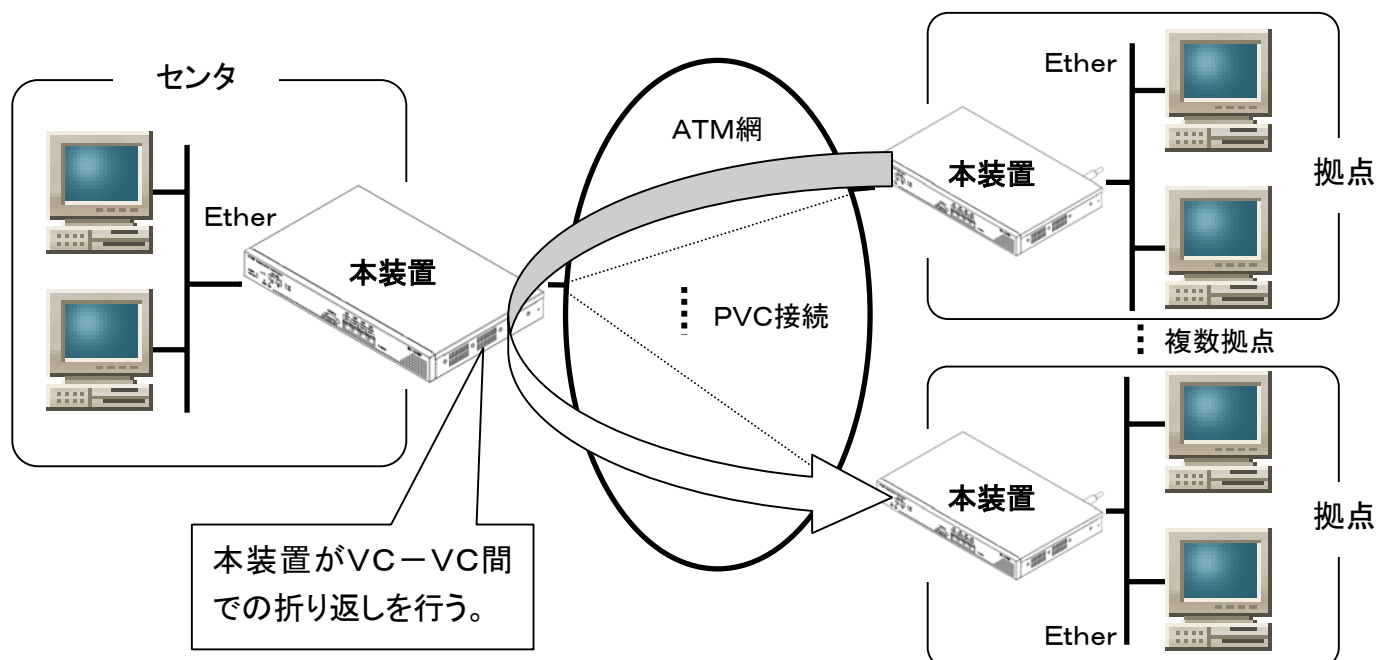 センタ
Ether
本装置
ATM網
PVC接続
Ether
本装置
拠点
複数拠点
本装置
拠点
Ether
本装置がVC－VC間
での折り返しを行う。